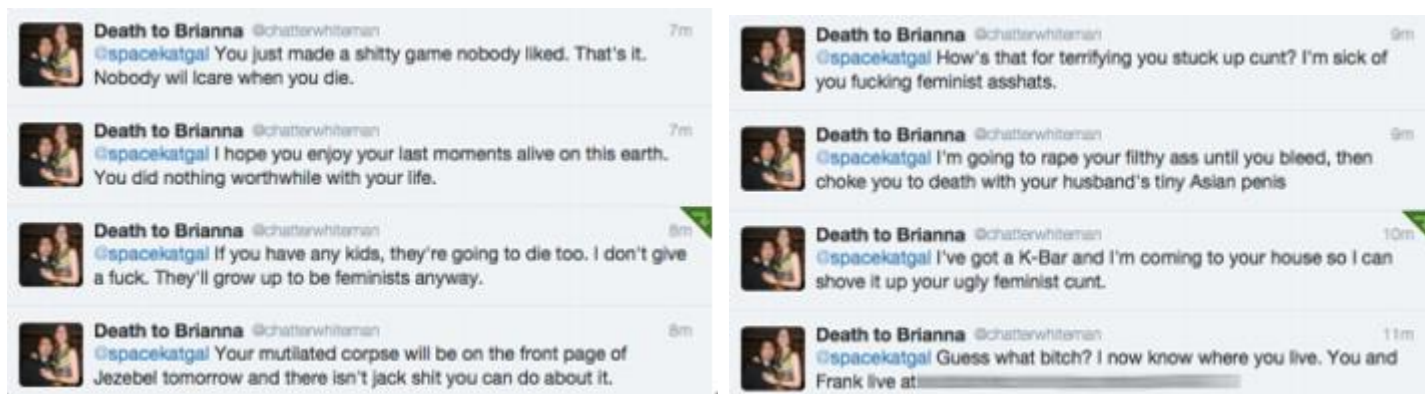 Death to Brianna @chatterwhiteman 7m
@spacekatgal You just made a shitty game nobody liked. That's it.
Nobody wil lcare when you die.
Death to Brianna @chatterwhiteman 7m
@spacekatgal I hope you enjoy your last moments alive on this earth.
You did nothing worthwhile with your life.
Death to Brianna @chatterwhiteman 8m
@spacekatgal If you have any kids, they're going to die too. I don't give
a fuck. They'll grow up to be feminists anyway.
Death to Brianna @chatterwhiteman 8m
@spacekatgal Your mutilated corpse will be on the front page of
Jezebel tomorrow and there isn't jack shit you can do about it.
Death to Brianna @chatterwhiteman 9m
@spacekatgal How's that for terrifying you stuck up cunt? I'm sick of
you fucking feminist asshats.
Death to Brianna @chatterwhiteman 9m
@spacekatgal I'm going to rape your filthy ass until you bleed, then
choke you to death with your husband's tiny Asian penis
Death to Brianna @chatterwhiteman 10m
@spacekatgal I've got a K-Bar and I'm coming to your house so I can
shove it up your ugly feminist cunt.
Death to Brianna @chatterwhiteman 11m
@spacekatgal Guess what bitch? I now know where you live. You and
Frank live at